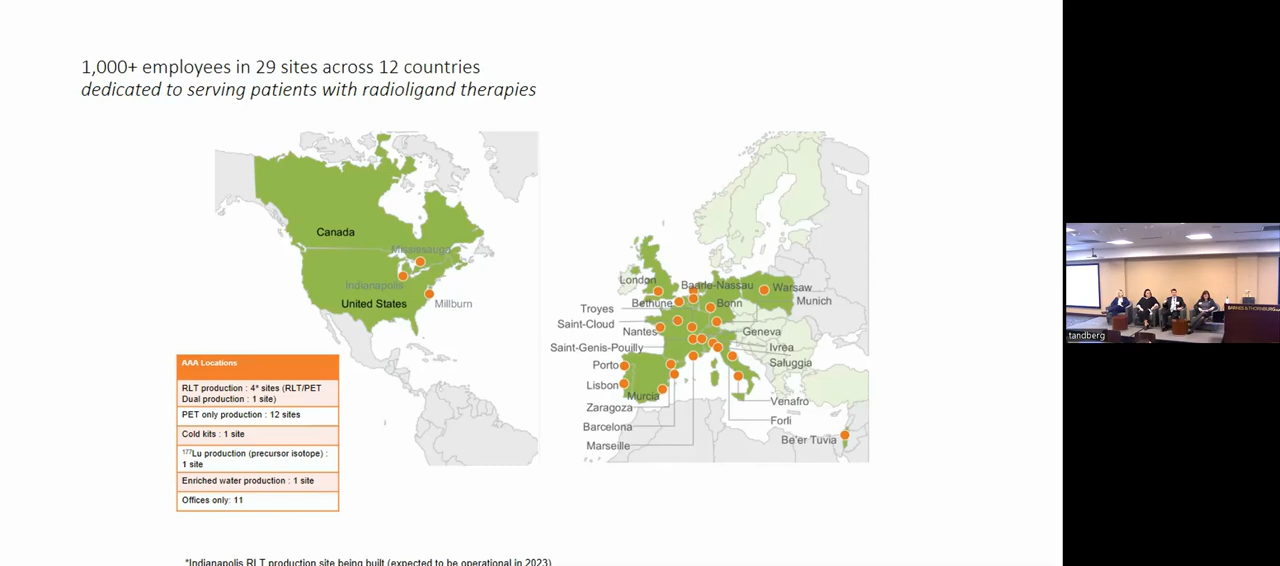 1,000+ employees in 29 sites across 12 countries
dedicated to serving patients with radioligand therapies
Canada
Mississauga
Indianapolis
United States
Millburn
London
Baarle-Nassau
Warsaw
Bethune
Bonn
Munich
Troyes
Saint-Cloud
Nantes
Geneva
Saint-Genis-Pouilly
Ivrea
Saluggia
Porto
Lisbon
Murcia
Zaragoza
Venafro
Barcelona
Forli
Marseille
Be'er Tuvia
AAA Locations
RLT production : 4* sites (RLT/PET
Dual production : 1 site)
PET only production : 12 sites
Cold kits : 1 site
177Lu production (precursor isotope) :
1 site
Enriched water production : 1 site
Offices only: 11
*Indianapolis RLT production site being built (expected to be operational in 2023)
tandberg
BARNES & THORNBURG